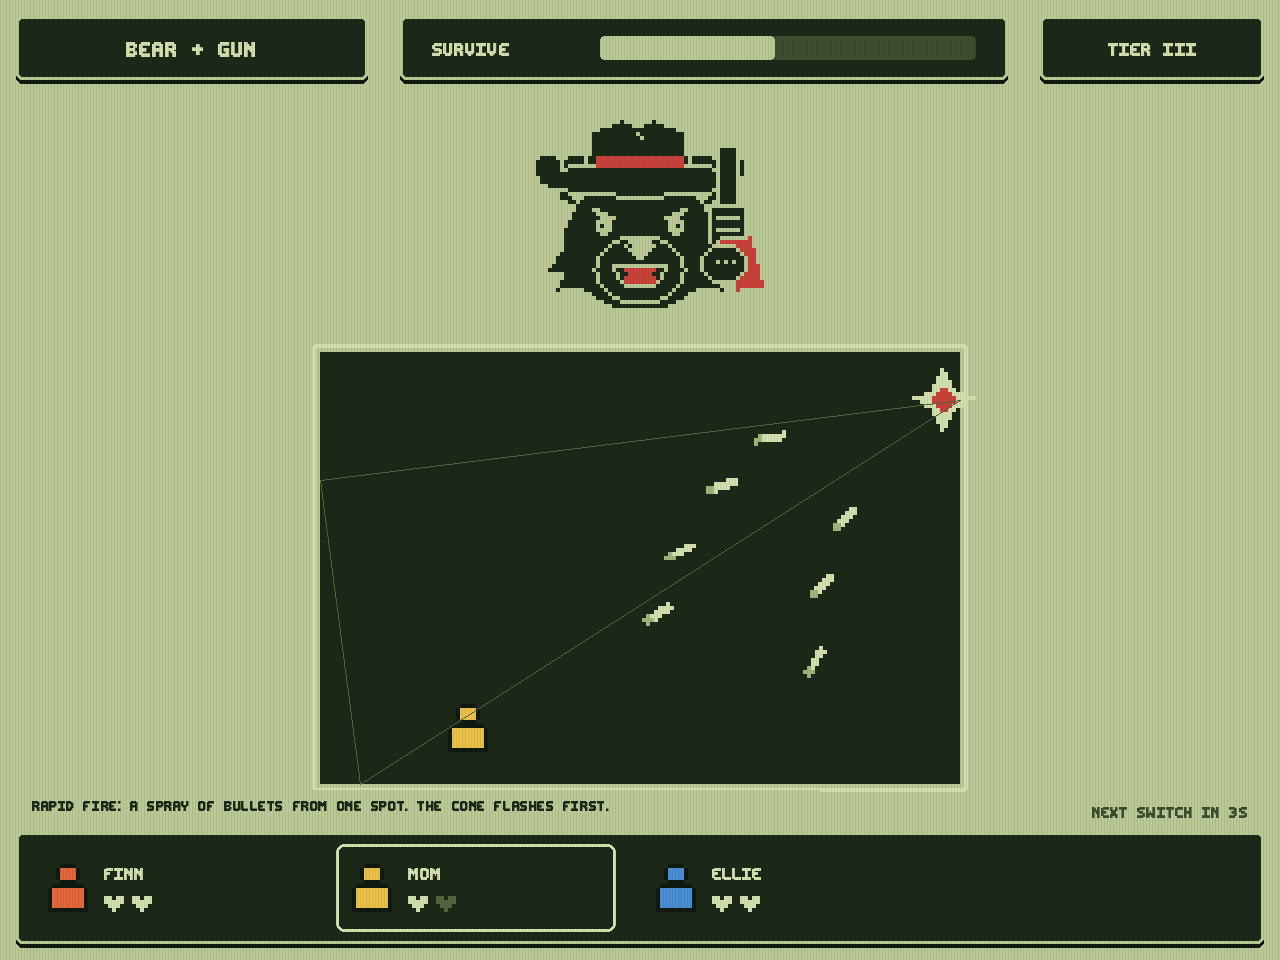 BEAR + GUN
SURVIVE
TIER III
RAPID FIRE: A SPRAY OF BULLETS FROM ONE SPOT. THE CONE FLASHES FIRST.
NEXT SWITCH IN 3S
FINN
MOM
ELLIE